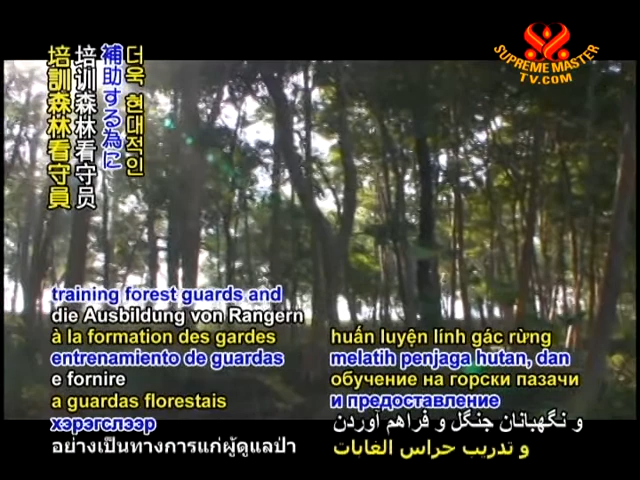 SUPREME MASTER
TV.COM
더욱 현대적인
補助する為に
培训森林看守员
培訓森林看守員
training forest guards and
die Ausbildung von Rangern
à la formation des gardes
entrenamiento de guardas
e fornire
a guardas florestais
хэрэгслээр
อย่างเป็นทางการแก่ผู้ดูแลป่า
huấn luyện lính gác rừng
melatih penjaga hutan, dan
обучение на горски пазачи
и предоставление
و نگهبانان جنگل و فراهم آوردن
و تدريب حراس الغابات